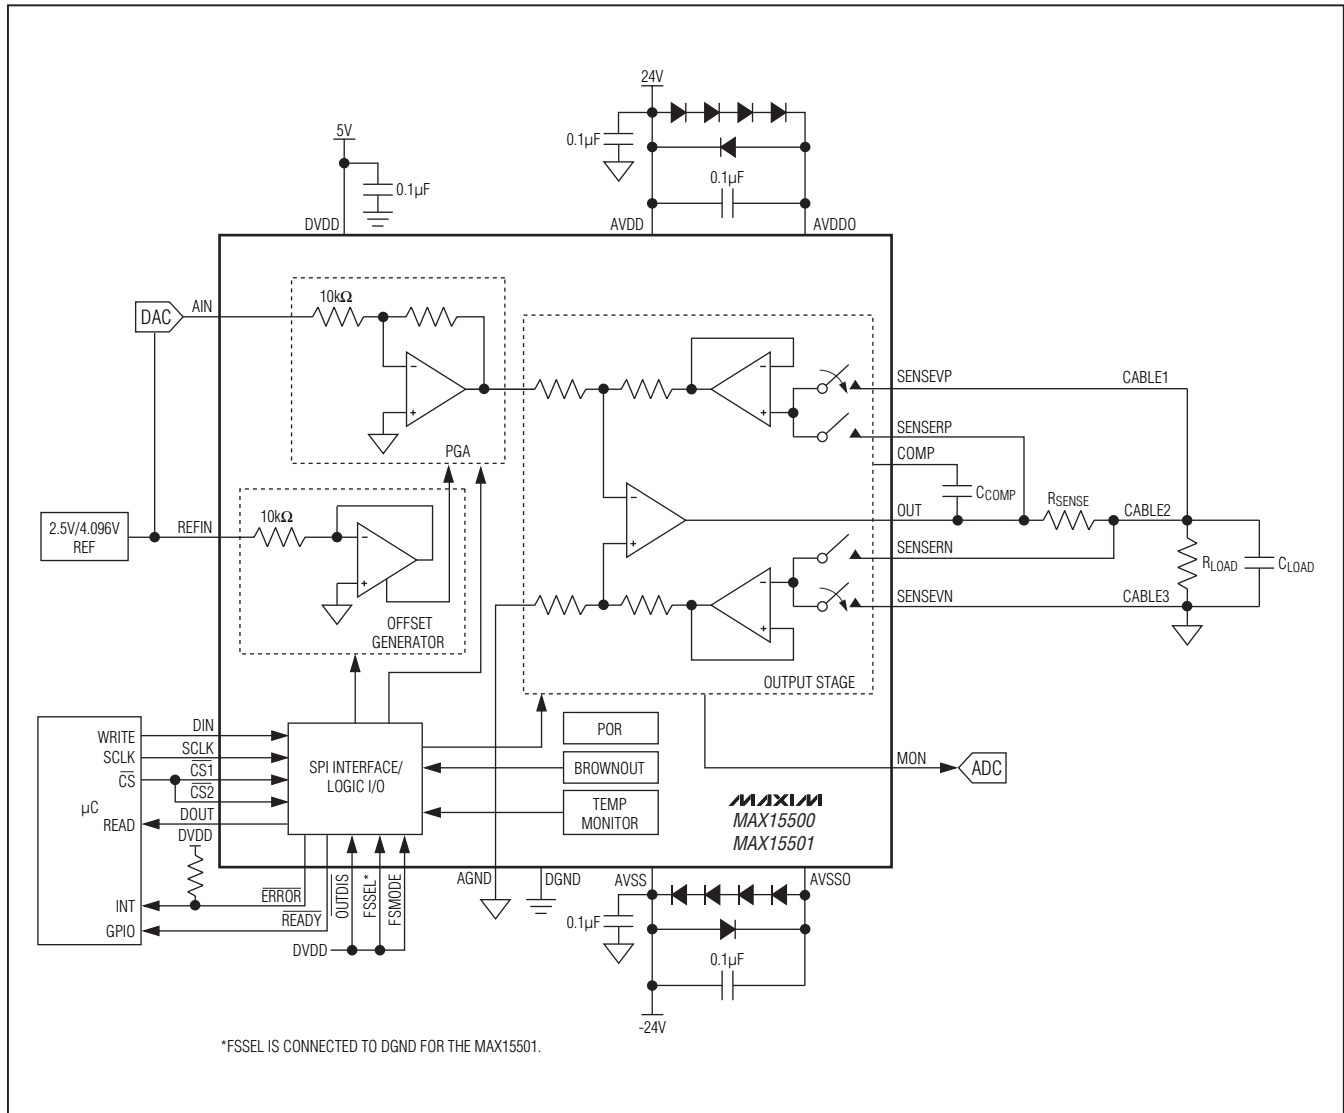 24V
0.1µF
0.1µF
5V
0.1µF
DVDD
AVDD
AVDDO
DAC
AIN
10kΩ
PGA
2.5V/4.096V
REF
REFIN
10kΩ
OFFSET
GENERATOR
OUTPUT STAGE
SENSEVP
CABLE1
SENSERP
COMP
CCOMP
RSENSE
OUT
CABLE2
SENSERN
RLOAD
CLOAD
SENSEVN
CABLE3
µC
WRITE
SCLK
CS
READ
INT
GPIO
DIN
SCLK
CS1
CS2
DOUT
DVDD
SPI INTERFACE/
LOGIC I/O
POR
BROWNOUT
TEMP
MONITOR
MON
ADC
MAXIM
MAX15500
MAX15501
ERROR
READY
OUTDIS
FSSEL*
FSMODE
DVDD
AGND
DGND
AVSS
AVSSO
0.1µF
0.1µF
-24V
*FSSEL IS CONNECTED TO DGND FOR THE MAX15501.